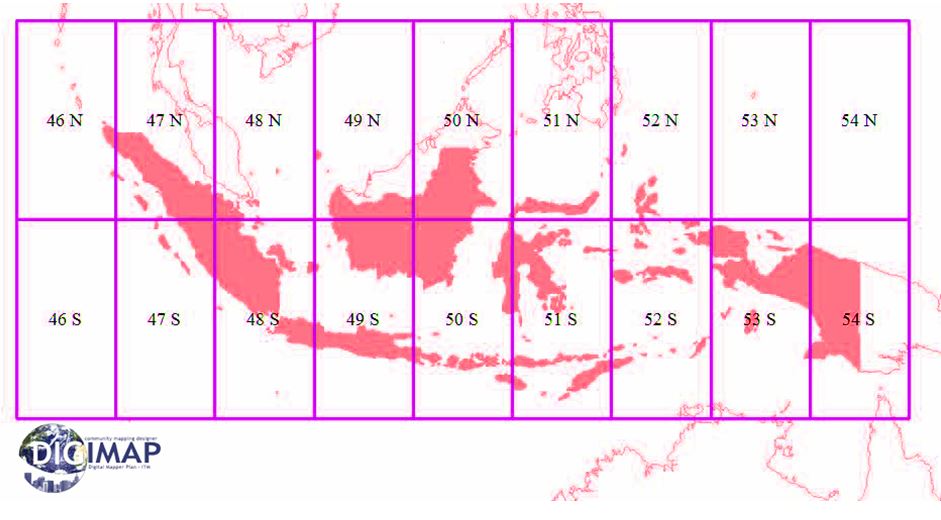 46 N 47 N 48 N 49 N 50 N 51 N 52 N 53 N 54 N
46 S 47 S 48 S 49 S 50 S 51 S 52 S 53 S 54 S
community mapping designer
DIGIMAP
Digital Mapper Plan - ITM